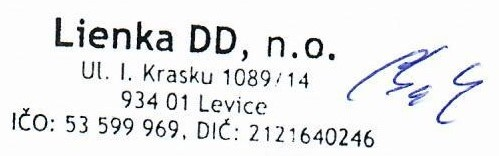 Lienka DD, n.o.
Ul. I. Krasku 1089/14
934 01 Levice
IČO: 53 599 969, DIČ: 2121640246